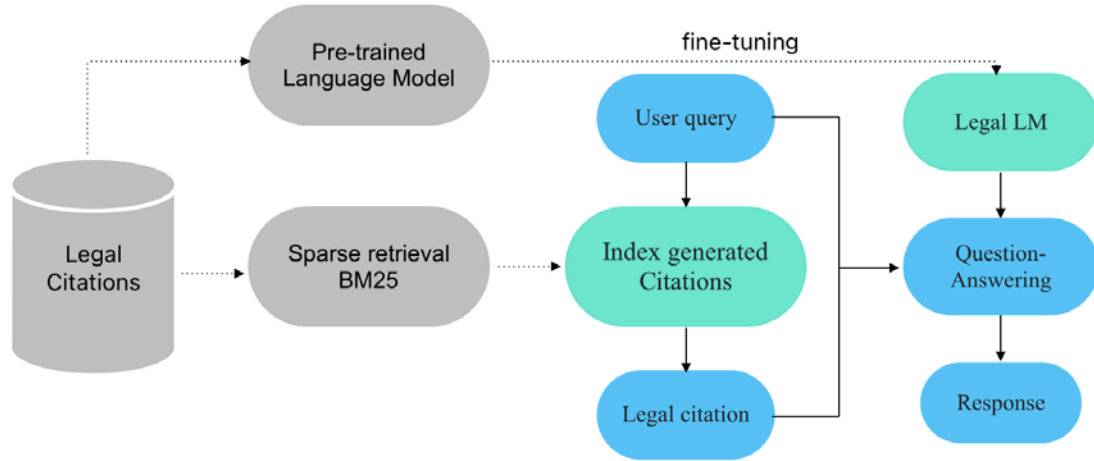 Pre-trained
Language Model
fine-tuning
User query
Legal LM
Legal
Citations
Sparse retrieval
BM25
Index generated
Citations
Question-
Answering
Legal citation
Response